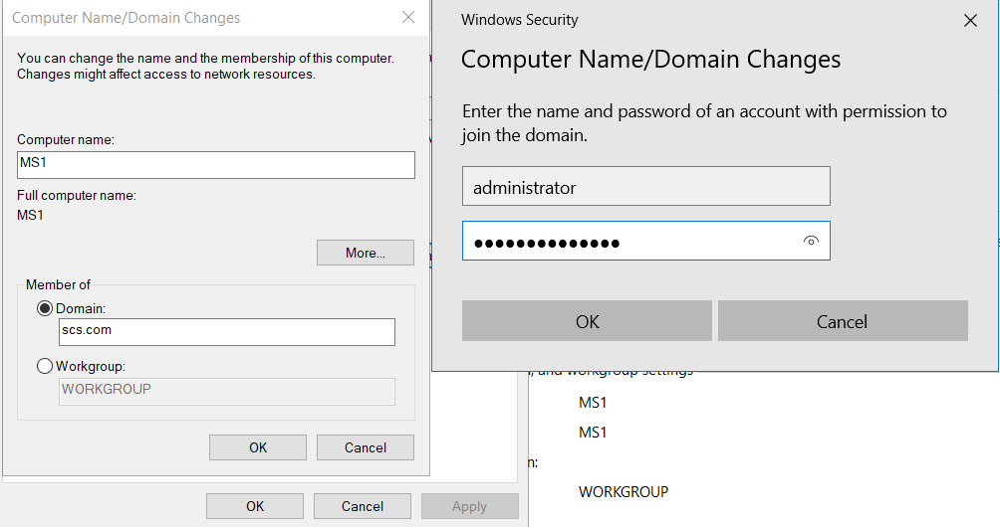 Computer Name/Domain Changes
You can change the name and the membership of this computer.
Changes might affect access to network resources.
Computer name:
MS1
Full computer name:
MS1
More...
Member of
Domain:
scs.com
Workgroup:
WORKGROUP
OK Cancel
OK Cancel Apply
Windows Security
Computer Name/Domain Changes
Enter the name and password of an account with permission to
join the domain.
administrator
●●●●●●●●●●●●●●
OK Cancel
, and workgroup settings
MS1
MS1
n:
WORKGROUP